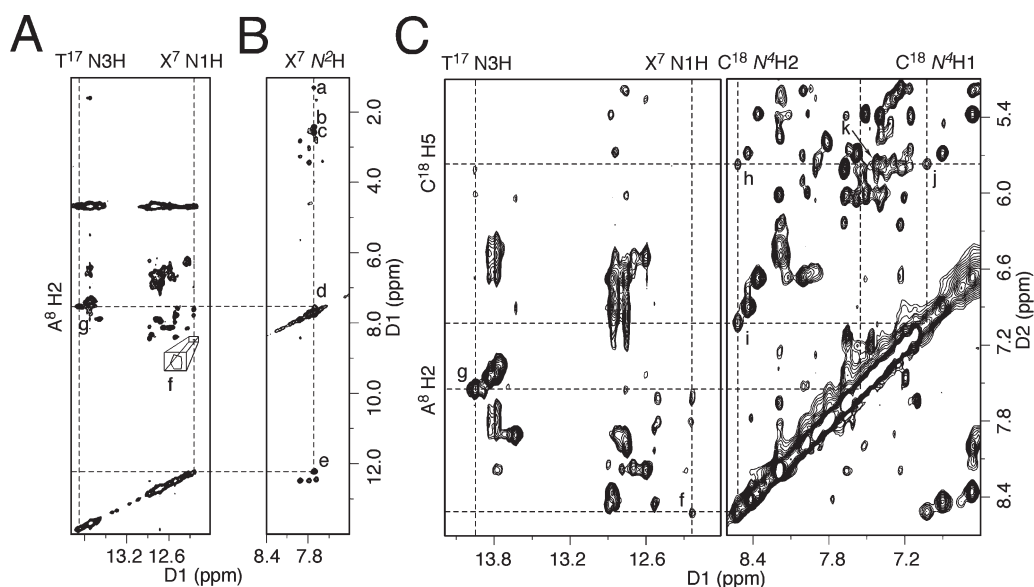 A
B
C
T¹⁷ N3H
X⁷ N1H
X⁷ N²H
T¹⁷ N3H
X⁷ N1H
C¹⁸ N⁴H2
C¹⁸ N⁴H1
a
b
c
d
e
2.0
4.0
6.0
8.0
10.0
12.0
D1 (ppm)
A⁸ H2
g
f
13.2 12.6
D1 (ppm)
8.4 7.8
C¹⁸ H5
A⁸ H2
g
f
k
h
j
i
5.4
6.0
6.6
7.2
7.8
8.4
D2 (ppm)
13.8 13.2 12.6
D1 (ppm)
8.4 7.8 7.2
D1 (ppm)